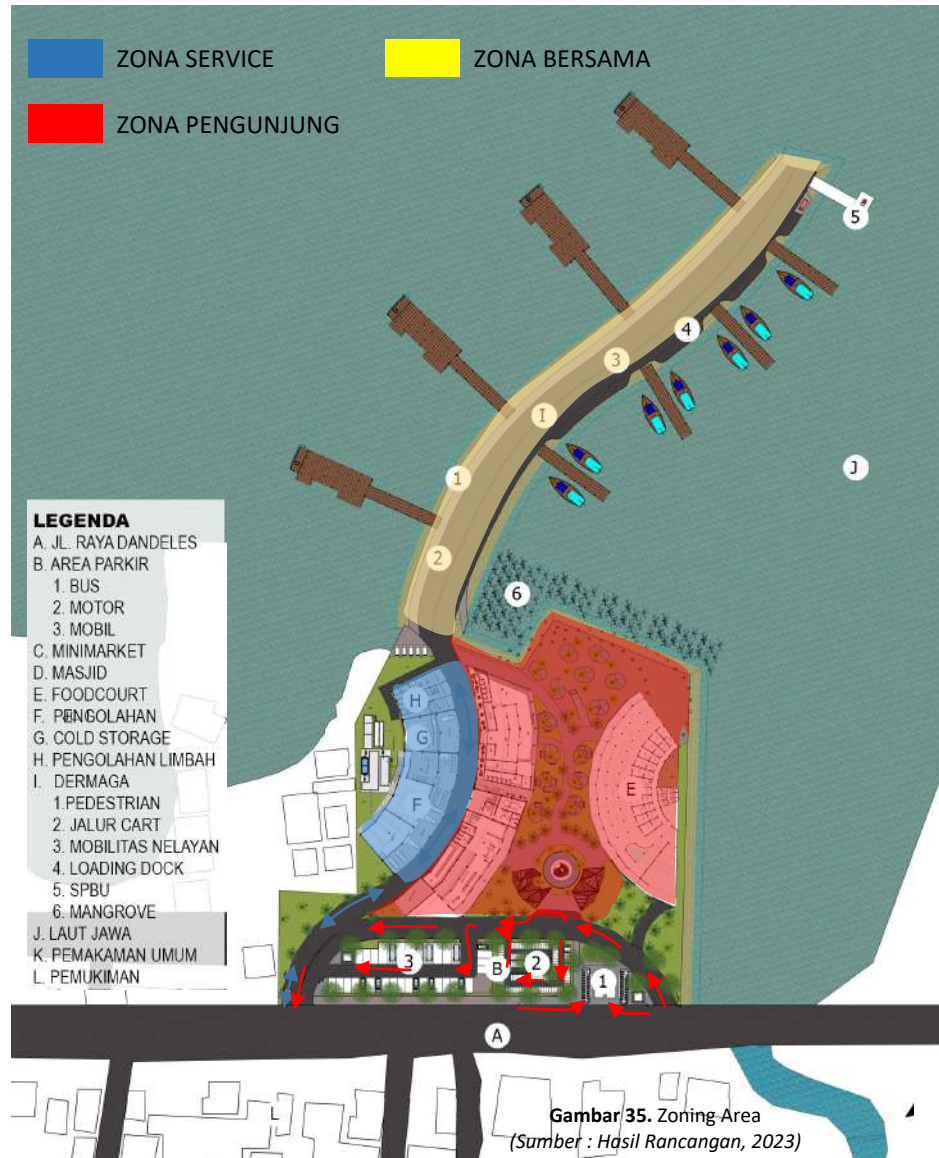 ZONA SERVICE
ZONA BERSAMA
ZONA PENGUNJUNG
5
4
3
I
J
1
2
6
LEGENDA
A. JL. RAYA DANDELES
B. AREA PARKIR
1. BUS
2. MOTOR
3. MOBIL
C. MINIMARKET
D. MASJID
E. FOODCOURT
F. PENGOLAHAN
G. COLD STORAGE
H. PENGOLAHAN LIMBAH
I. DERMAGA
1.PEDESTRIAN
2. JALUR CART
3. MOBILITAS NELAYAN
4. LOADING DOCK
5. SPBU
6. MANGROVE
J. LAUT JAWA
K. PEMAKAMAN UMUM
L. PEMUKIMAN
H
G
F
E
3
B
2
1
A
Gambar 35. Zoning Area
(Sumber : Hasil Rancangan, 2023)